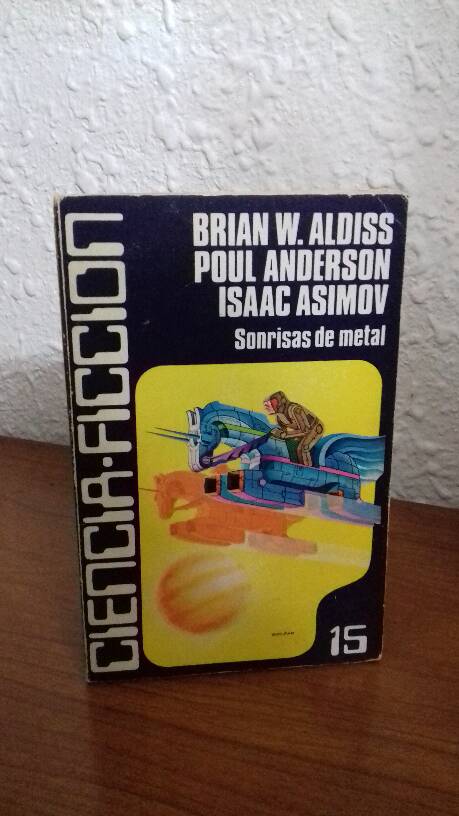 CIENCIA-FICCION
BRIAN W. ALDISS
POUL ANDERSON
ISAAC ASIMOV
Sonrisas de metal
15